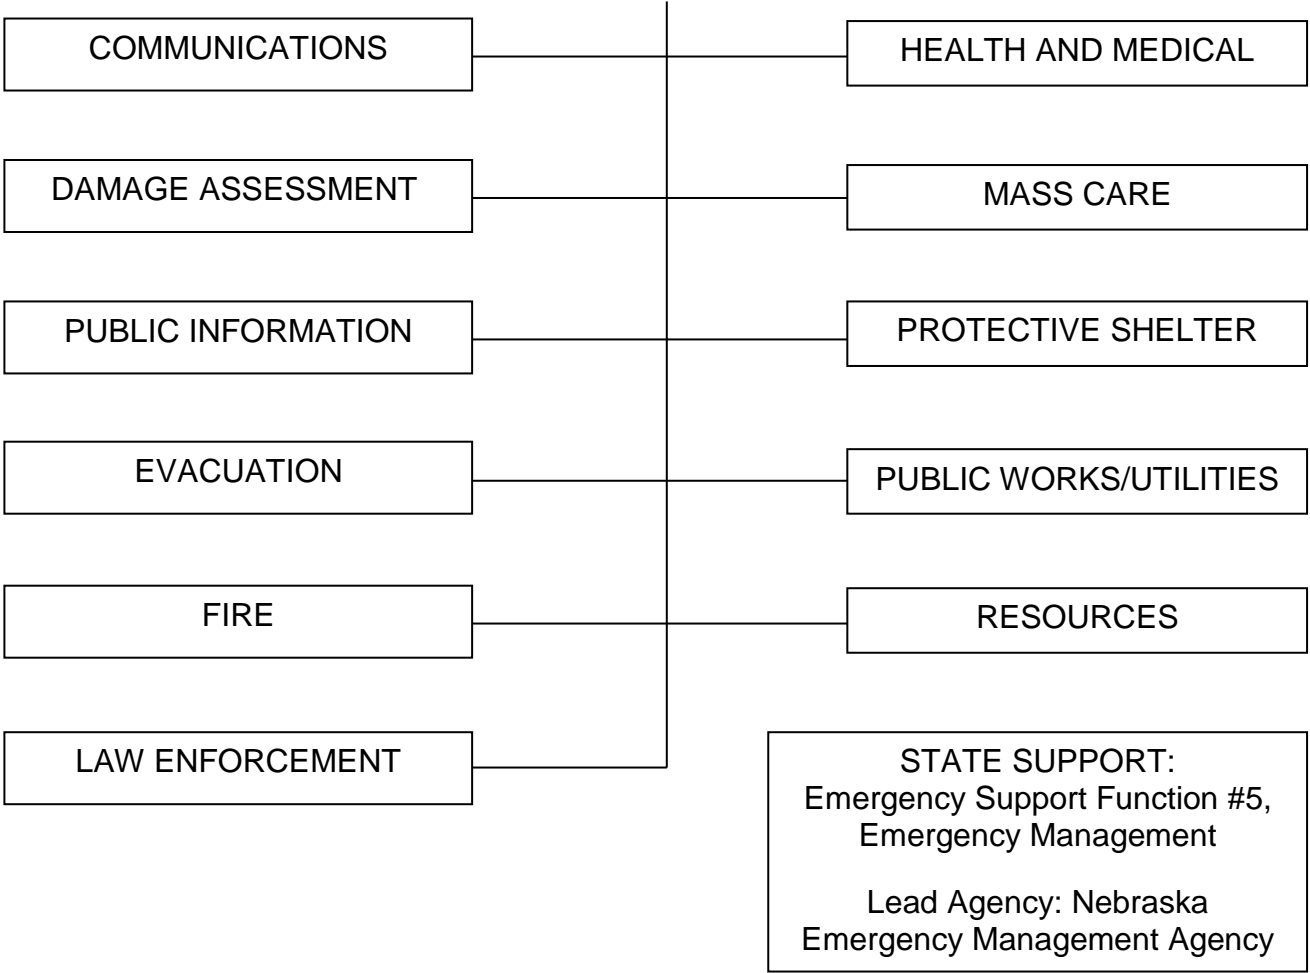 COMMUNICATIONS
HEALTH AND MEDICAL
DAMAGE ASSESSMENT
MASS CARE
PUBLIC INFORMATION
PROTECTIVE SHELTER
EVACUATION
PUBLIC WORKS/UTILITIES
FIRE
RESOURCES
LAW ENFORCEMENT
STATE SUPPORT:
Emergency Support Function #5,
Emergency Management
Lead Agency: Nebraska
Emergency Management Agency